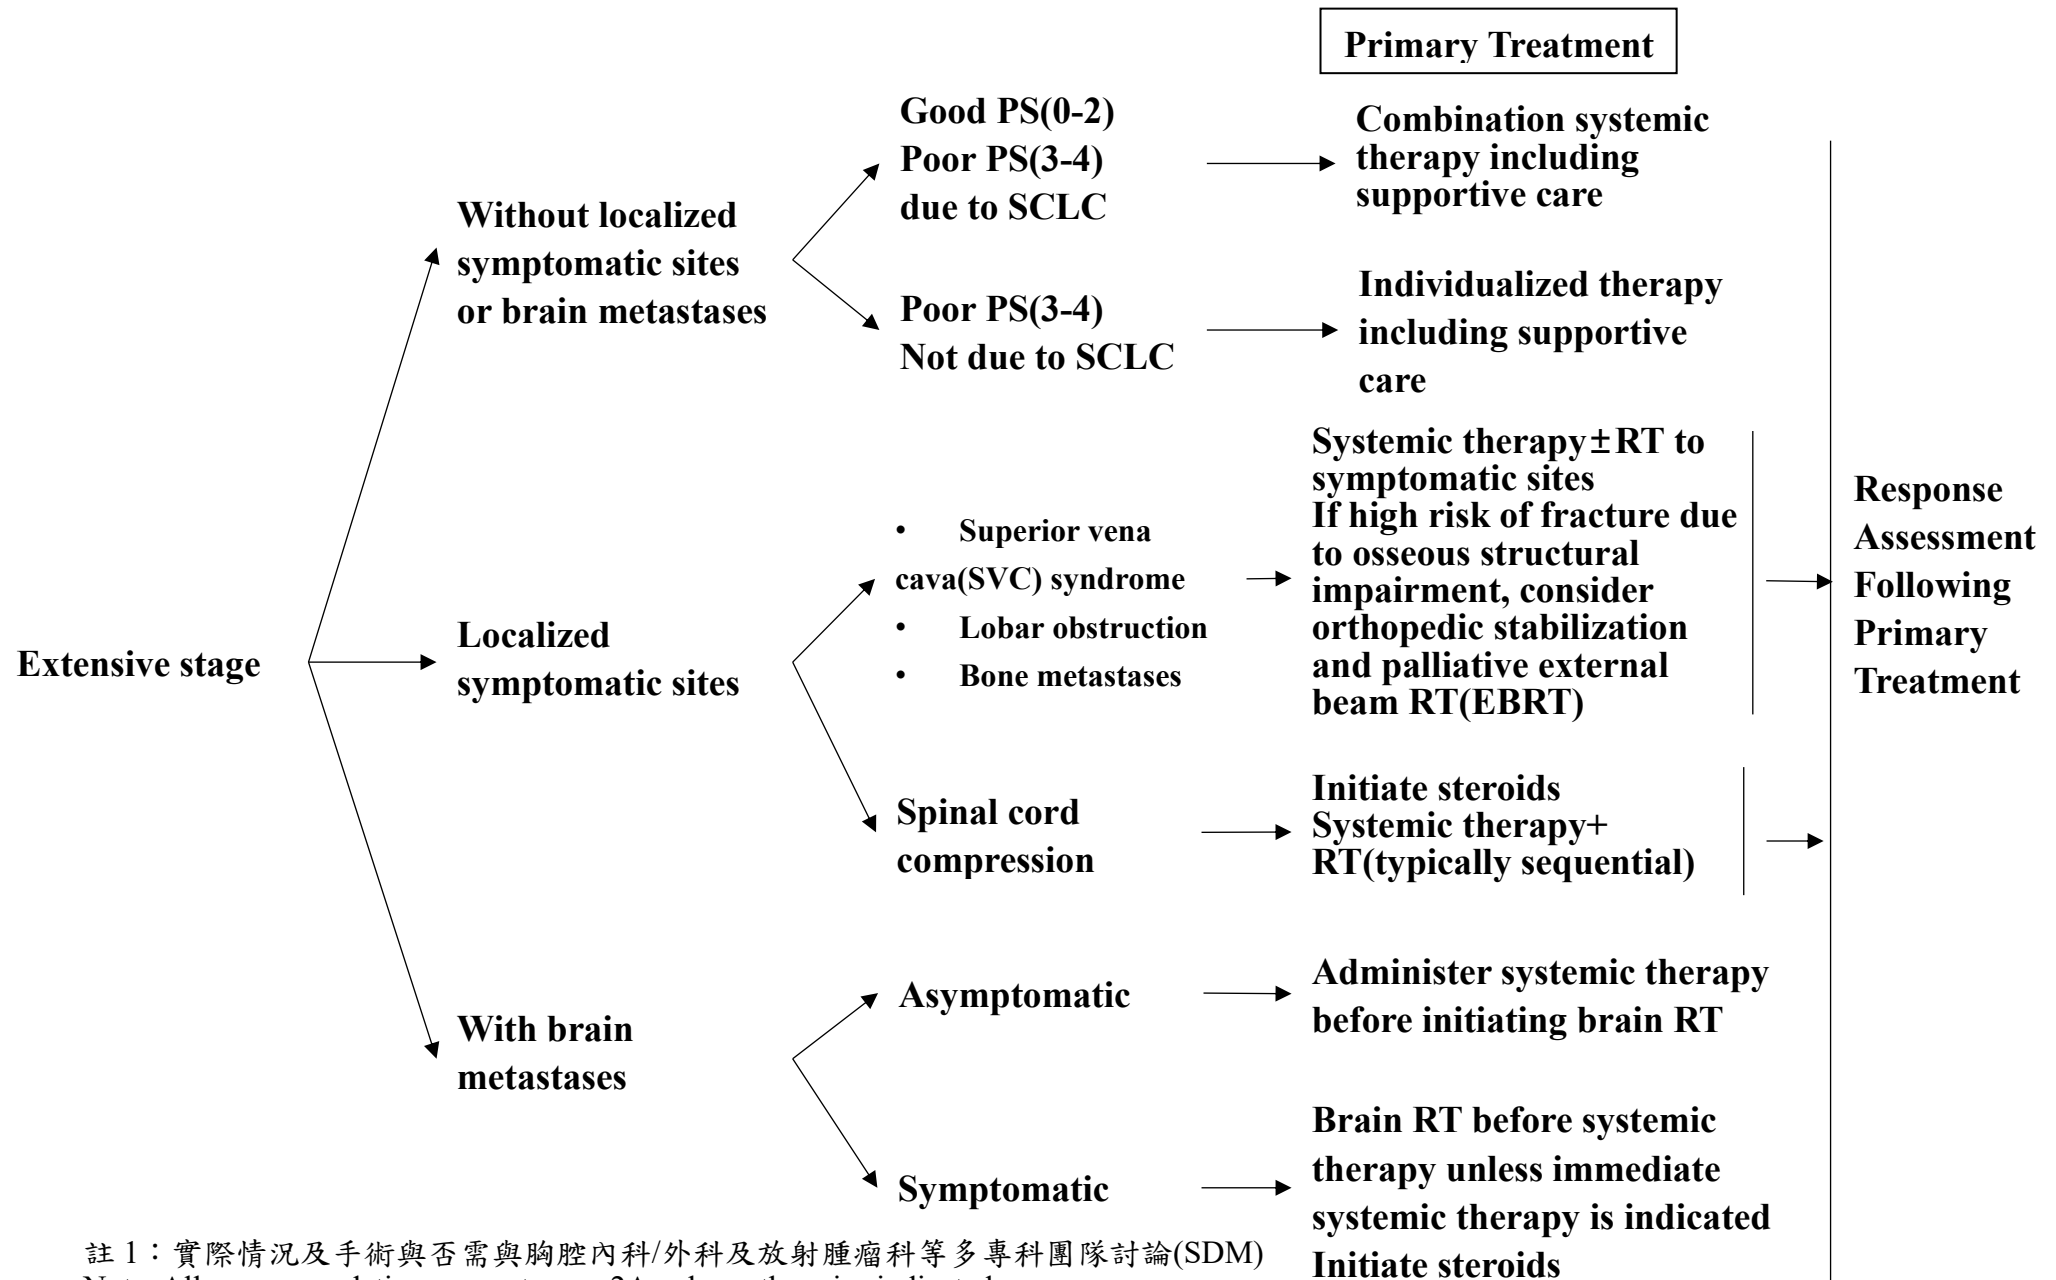 Primary Treatment
Good PS(0-2)
Poor PS(3-4)
due to SCLC
Combination systemic
therapy including
supportive care
Without localized
symptomatic sites
or brain metastases
Poor PS(3-4)
Not due to SCLC
Individualized therapy
including supportive
care
Extensive stage
Localized
symptomatic sites
• Superior vena
cava(SVC) syndrome
• Lobar obstruction
• Bone metastases
Systemic therapy±RT to
symptomatic sites
If high risk of fracture due
to osseous structural
impairment, consider
orthopedic stabilization
and palliative external
beam RT(EBRT)
Response
Assessment
Following
Primary
Treatment
Spinal cord
compression
Initiate steroids
Systemic therapy+
RT(typically sequential)
With brain
metastases
Asymptomatic
Administer systemic therapy
before initiating brain RT
Symptomatic
Brain RT before systemic
therapy unless immediate
systemic therapy is indicated
Initiate steroids
註 1：實際情況及手術與否需與胸腔內科/外科及放射腫瘤科等多專科團隊討論(SDM)